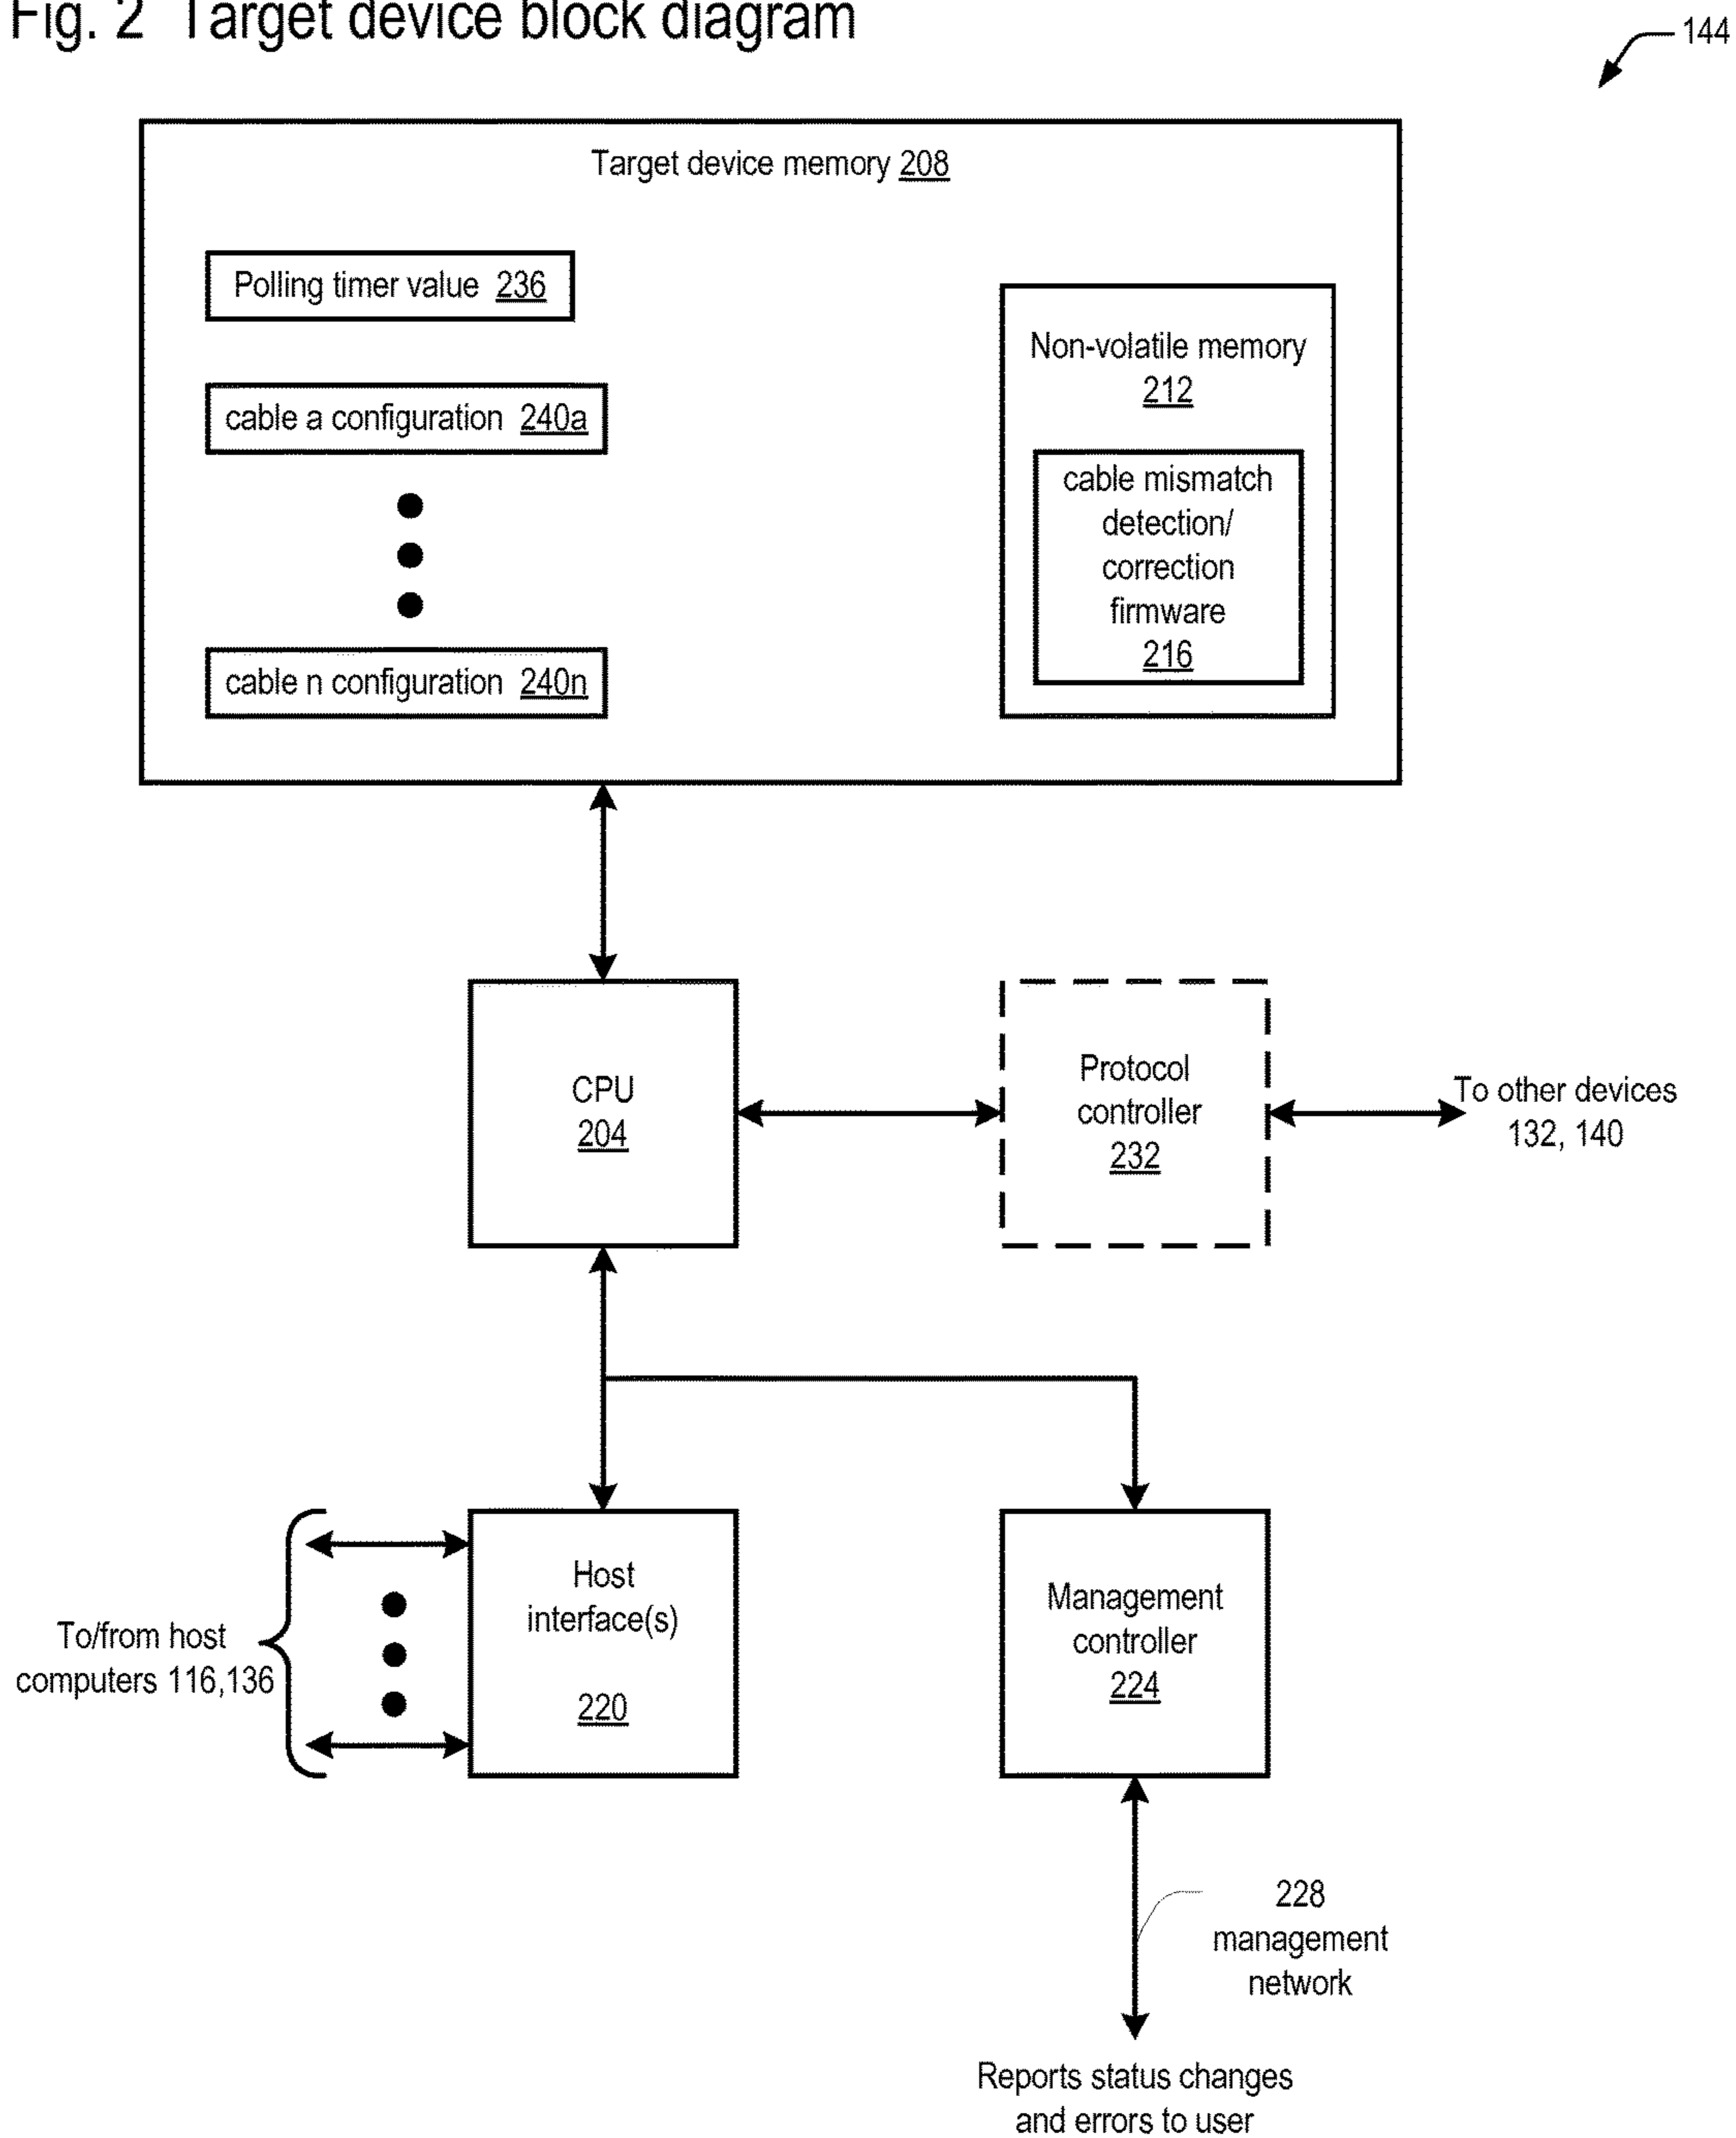 Fig. 2  Target device block diagram
144
Target device memory 208
Polling timer value 236
cable a configuration 240a
cable n configuration 240n
Non-volatile memory
212
cable mismatch
detection/
correction
firmware
216
CPU
204
Protocol
controller
232
To other devices
132, 140
Host
interface(s)
220
To/from host
computers 116,136
Management
controller
224
228
management
network
Reports status changes
and errors to user